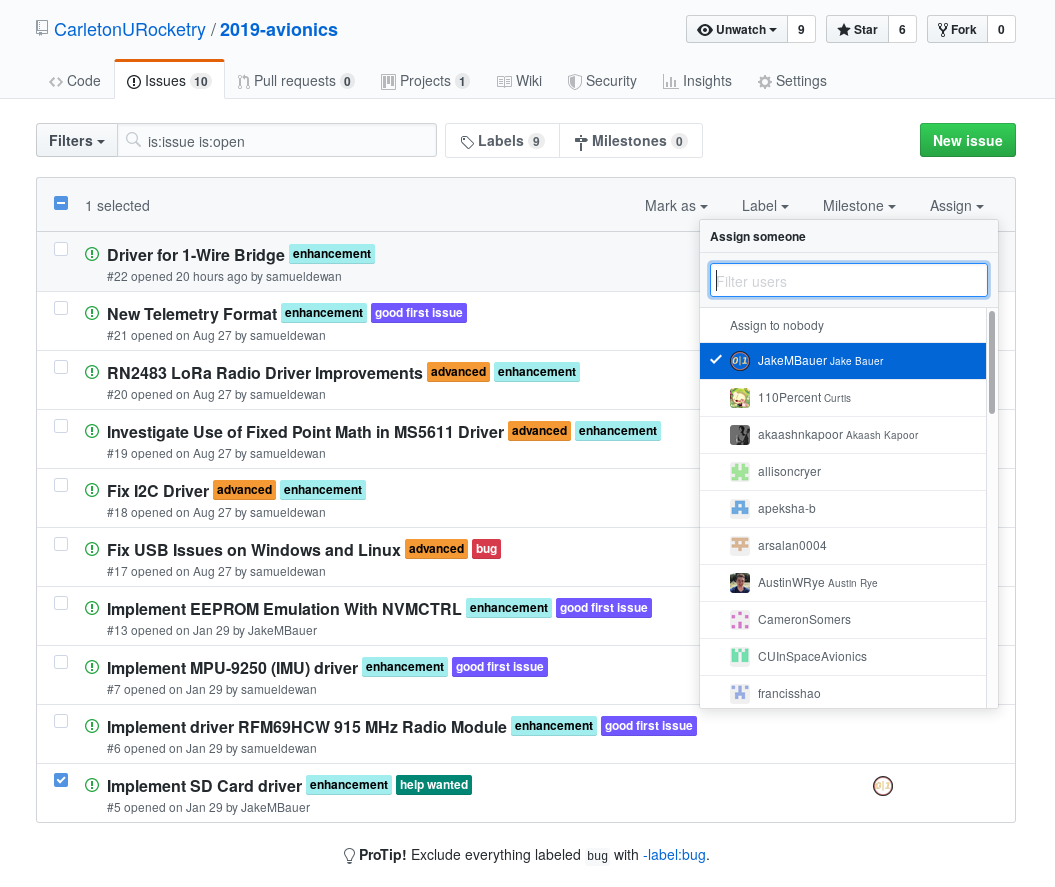 CarletonURocketry / 2019-avionics
Unwatch 9 Star 6 Fork 0
Code Issues 10 Pull requests 0 Projects 1 Wiki Security Insights Settings
Filters is:issue is:open Labels 9 Milestones 0 New issue
1 selected Mark as Label Milestone Assign
Assign someone
Filter users
Assign to nobody
JakeMBauer Jake Bauer
110Percent Curtis
akaashnkapoor Akaash Kapoor
allisoncryer
apeksha-b
arsalan0004
AustinWRye Austin Rye
CameronSomers
CUInSpaceAvionics
francisshao
Driver for 1-Wire Bridge enhancement
#22 opened 20 hours ago by samueldewan
New Telemetry Format enhancement good first issue
#21 opened on Aug 27 by samueldewan
RN2483 LoRa Radio Driver Improvements advanced enhancement
#20 opened on Aug 27 by samueldewan
Investigate Use of Fixed Point Math in MS5611 Driver advanced enhancement
#19 opened on Aug 27 by samueldewan
Fix I2C Driver advanced enhancement
#18 opened on Aug 27 by samueldewan
Fix USB Issues on Windows and Linux advanced bug
#17 opened on Aug 27 by samueldewan
Implement EEPROM Emulation With NVMCTRL enhancement good first issue
#13 opened on Jan 29 by JakeMBauer
Implement MPU-9250 (IMU) driver enhancement good first issue
#7 opened on Jan 29 by samueldewan
Implement driver RFM69HCW 915 MHz Radio Module enhancement good first issue
#6 opened on Jan 29 by samueldewan
Implement SD Card driver enhancement help wanted
#5 opened on Jan 29 by JakeMBauer
ProTip! Exclude everything labeled bug with -label:bug.